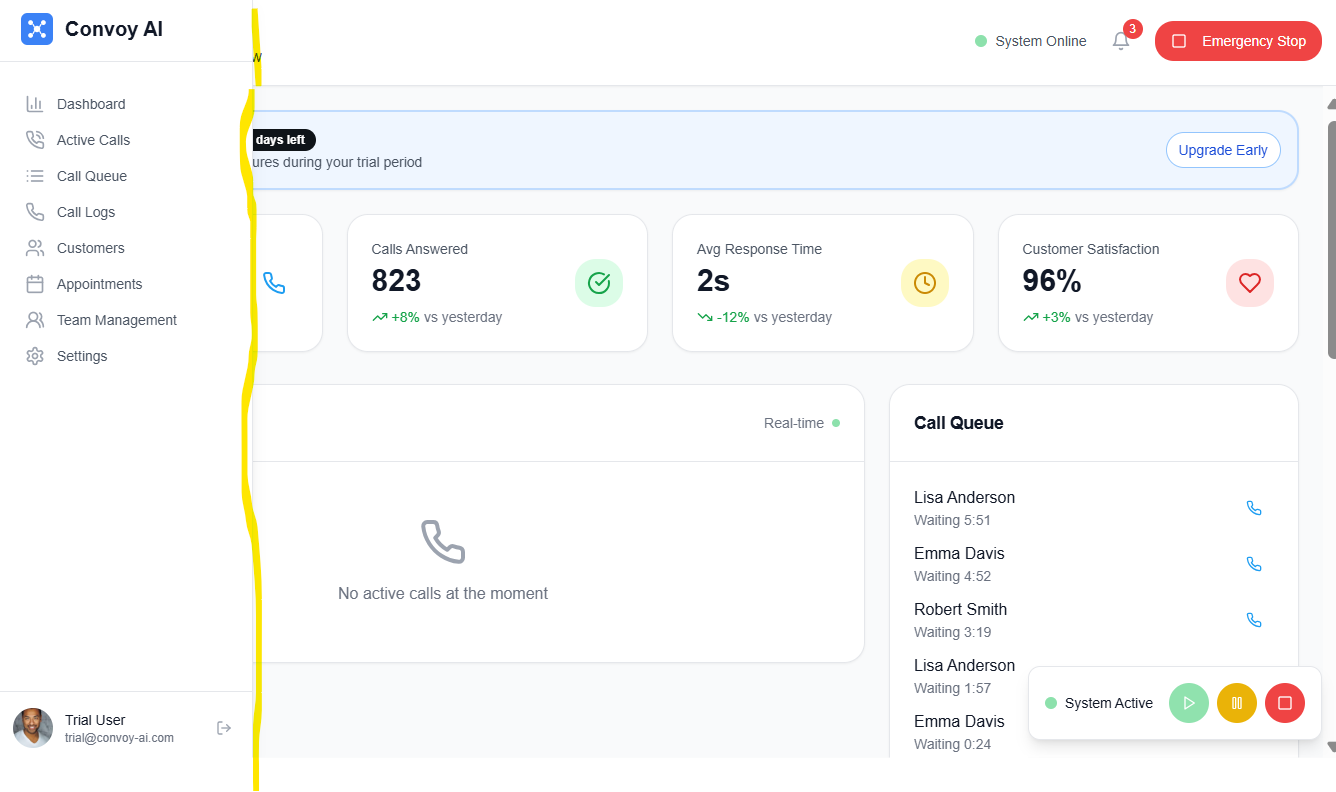 Convoy AI
w
System Online
3
Emergency Stop
Dashboard
Active Calls
Call Queue
Call Logs
Customers
Appointments
Team Management
Settings
days left
ures during your trial period
Upgrade Early
Calls Answered
823
+8% vs yesterday
Avg Response Time
2s
-12% vs yesterday
Customer Satisfaction
96%
+3% vs yesterday
Real-time
No active calls at the moment
Call Queue
Lisa Anderson
Waiting 5:51
Emma Davis
Waiting 4:52
Robert Smith
Waiting 3:19
Lisa Anderson
Waiting 1:57
Emma Davis
Waiting 0:24
System Active
Trial User
trial@convoy-ai.com